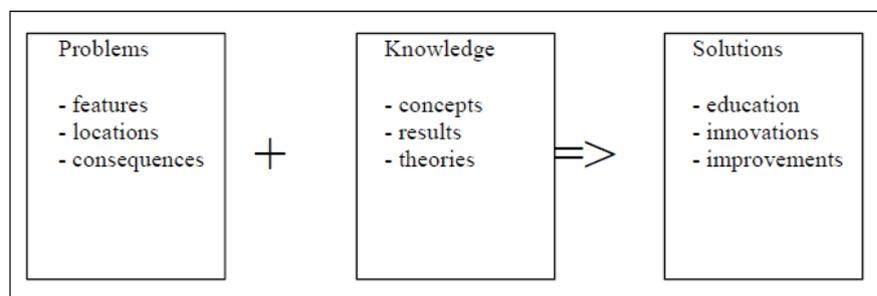 Problems
- features
- locations
- consequences
+
Knowledge
- concepts
- results
- theories
=>
Solutions
- education
- innovations
- improvements